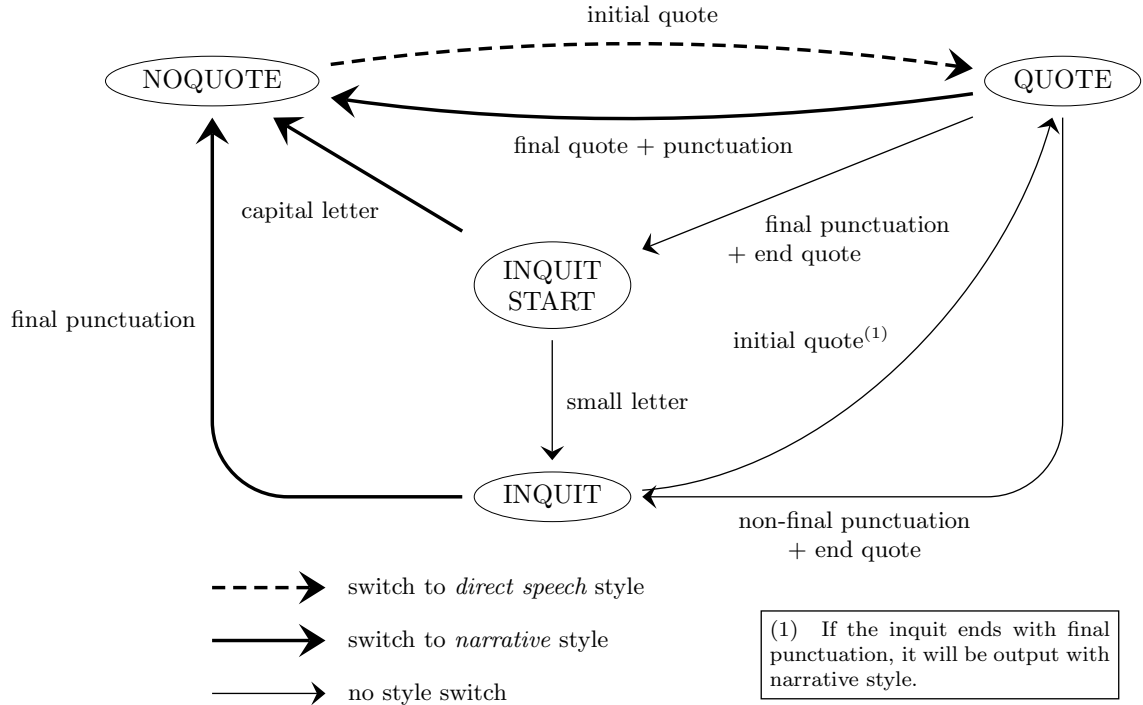 initial quote
NOQUOTE
QUOTE
final quote + punctuation
capital letter
final punctuation
+ end quote
INQUIT
START
final punctuation
initial quote(1)
small letter
INQUIT
non-final punctuation
+ end quote
switch to direct speech style
switch to narrative style
no style switch
(1) If the inquit ends with final
punctuation, it will be output with
narrative style.